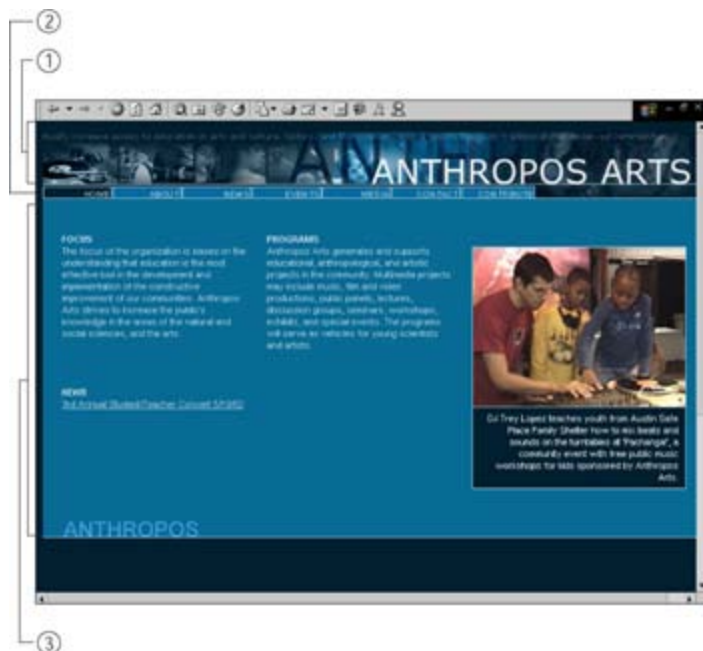 ②
①
ANTHROPOS ARTS
HOME ABOUT NEWS EVENTS MEDIA CONTACT CONTRIBUTE
FOCUS
The focus of the organization is based on the
understanding that education is the most
effective tool in the development and
implementation of the constructive
improvement of our communities. Anthropos
Arts strives to increase the public's
knowledge in the areas of the natural and
social sciences, and the arts.
PROGRAMS
Anthropos Arts generates and supports
educational, anthropological, and artistic
projects in the community. Multimedia projects
may include music, film and video
productions, public panels, lectures,
discussion groups, seminars, workshops,
exhibits, and special events. The programs
will serve as vehicles for young scientists
and artists.
NEWS
3rd Annual Student/Teacher Concert
DJ Trey Lopez teaches youth from Austin Safe
Place Family Shelter how to mix beats and
sounds on the turntables at 'Pachanga', a
community event with free public music
workshops for kids sponsored by Anthropos
Arts.
ANTHROPOS
③